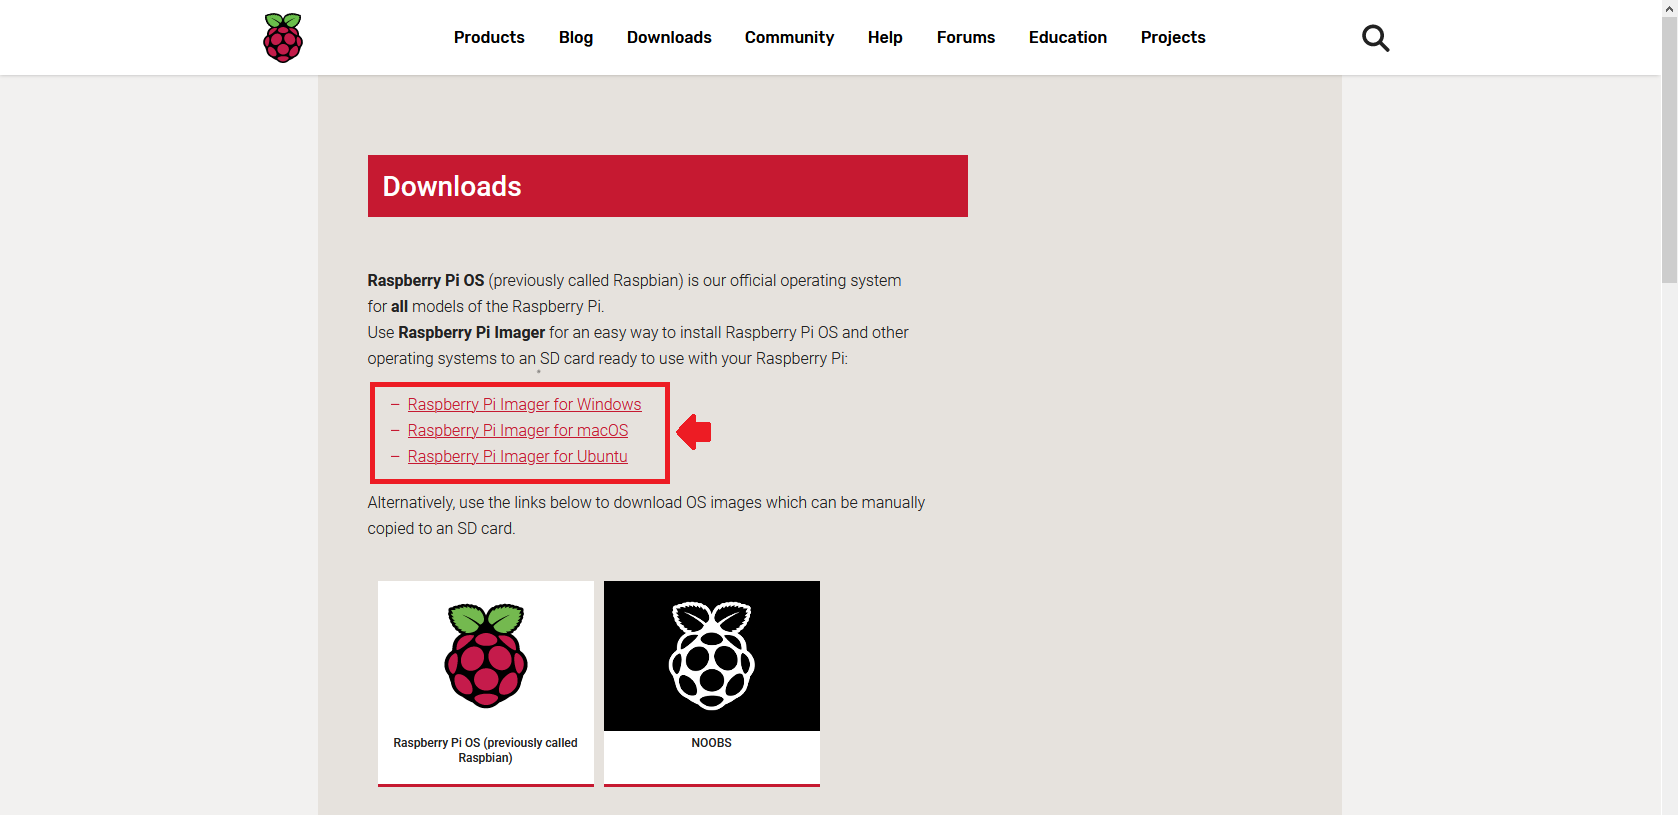 Products Blog Downloads Community Help Forums Education Projects
Downloads
Raspberry Pi OS (previously called Raspbian) is our official operating system
for all models of the Raspberry Pi.
Use Raspberry Pi Imager for an easy way to install Raspberry Pi OS and other
operating systems to an SD card ready to use with your Raspberry Pi:
– Raspberry Pi Imager for Windows
– Raspberry Pi Imager for macOS
– Raspberry Pi Imager for Ubuntu
Alternatively, use the links below to download OS images which can be manually
copied to an SD card.
Raspberry Pi OS (previously called
Raspbian)
NOOBS